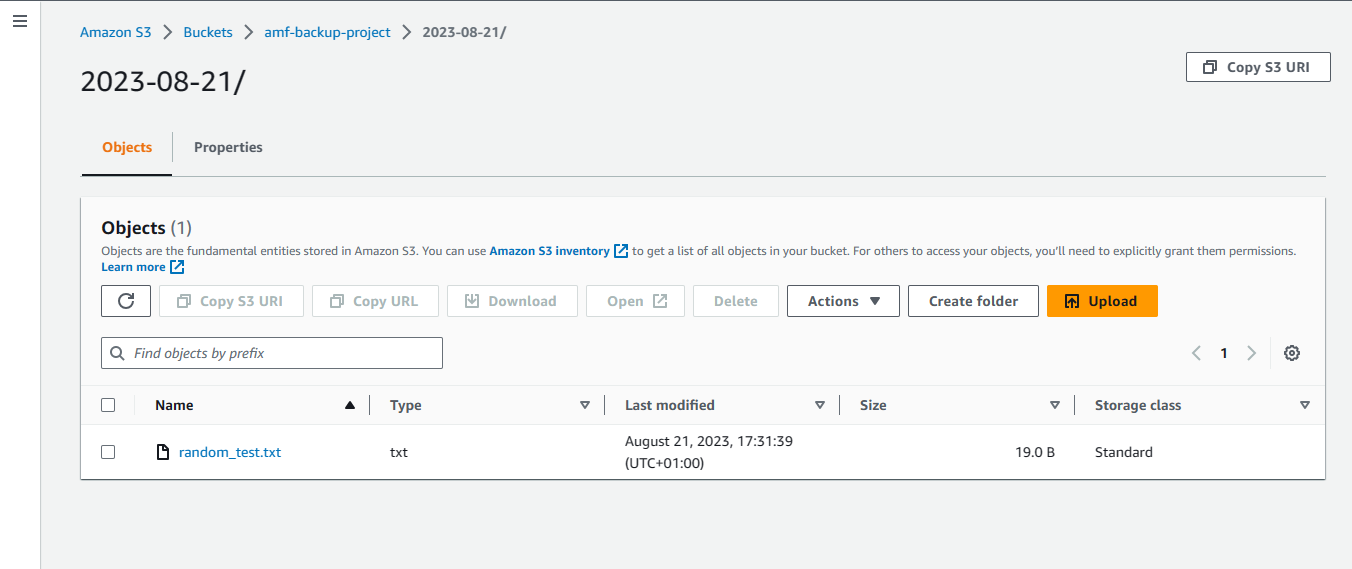 Amazon S3 > Buckets > amf-backup-project > 2023-08-21/
2023-08-21/
Copy S3 URI
Objects Properties
Objects (1)
Objects are the fundamental entities stored in Amazon S3. You can use Amazon S3 inventory to get a list of all objects in your bucket. For others to access your objects, you'll need to explicitly grant them permissions.
Learn more
Copy S3 URI Copy URL Download Open Delete Actions Create folder Upload
Find objects by prefix
1
Name Type Last modified Size Storage class
random_test.txt txt August 21, 2023, 17:31:39 19.0 B Standard
(UTC+01:00)